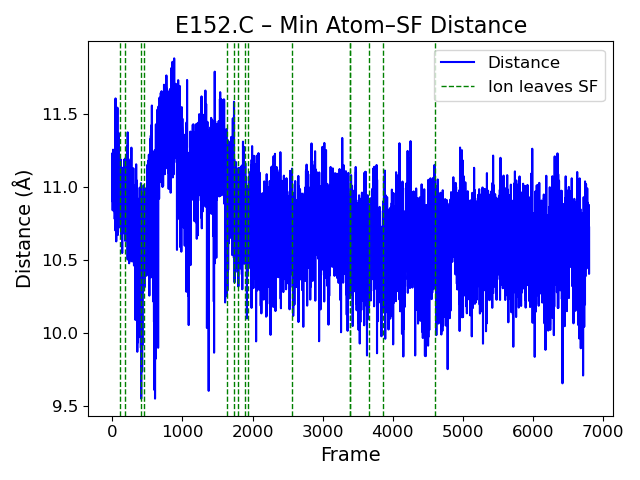 E152.C – Min Atom–SF Distance
Distance
Ion leaves SF
Distance (Å)
11.5
11.0
10.5
10.0
9.5
0 1000 2000 3000 4000 5000 6000 7000
Frame